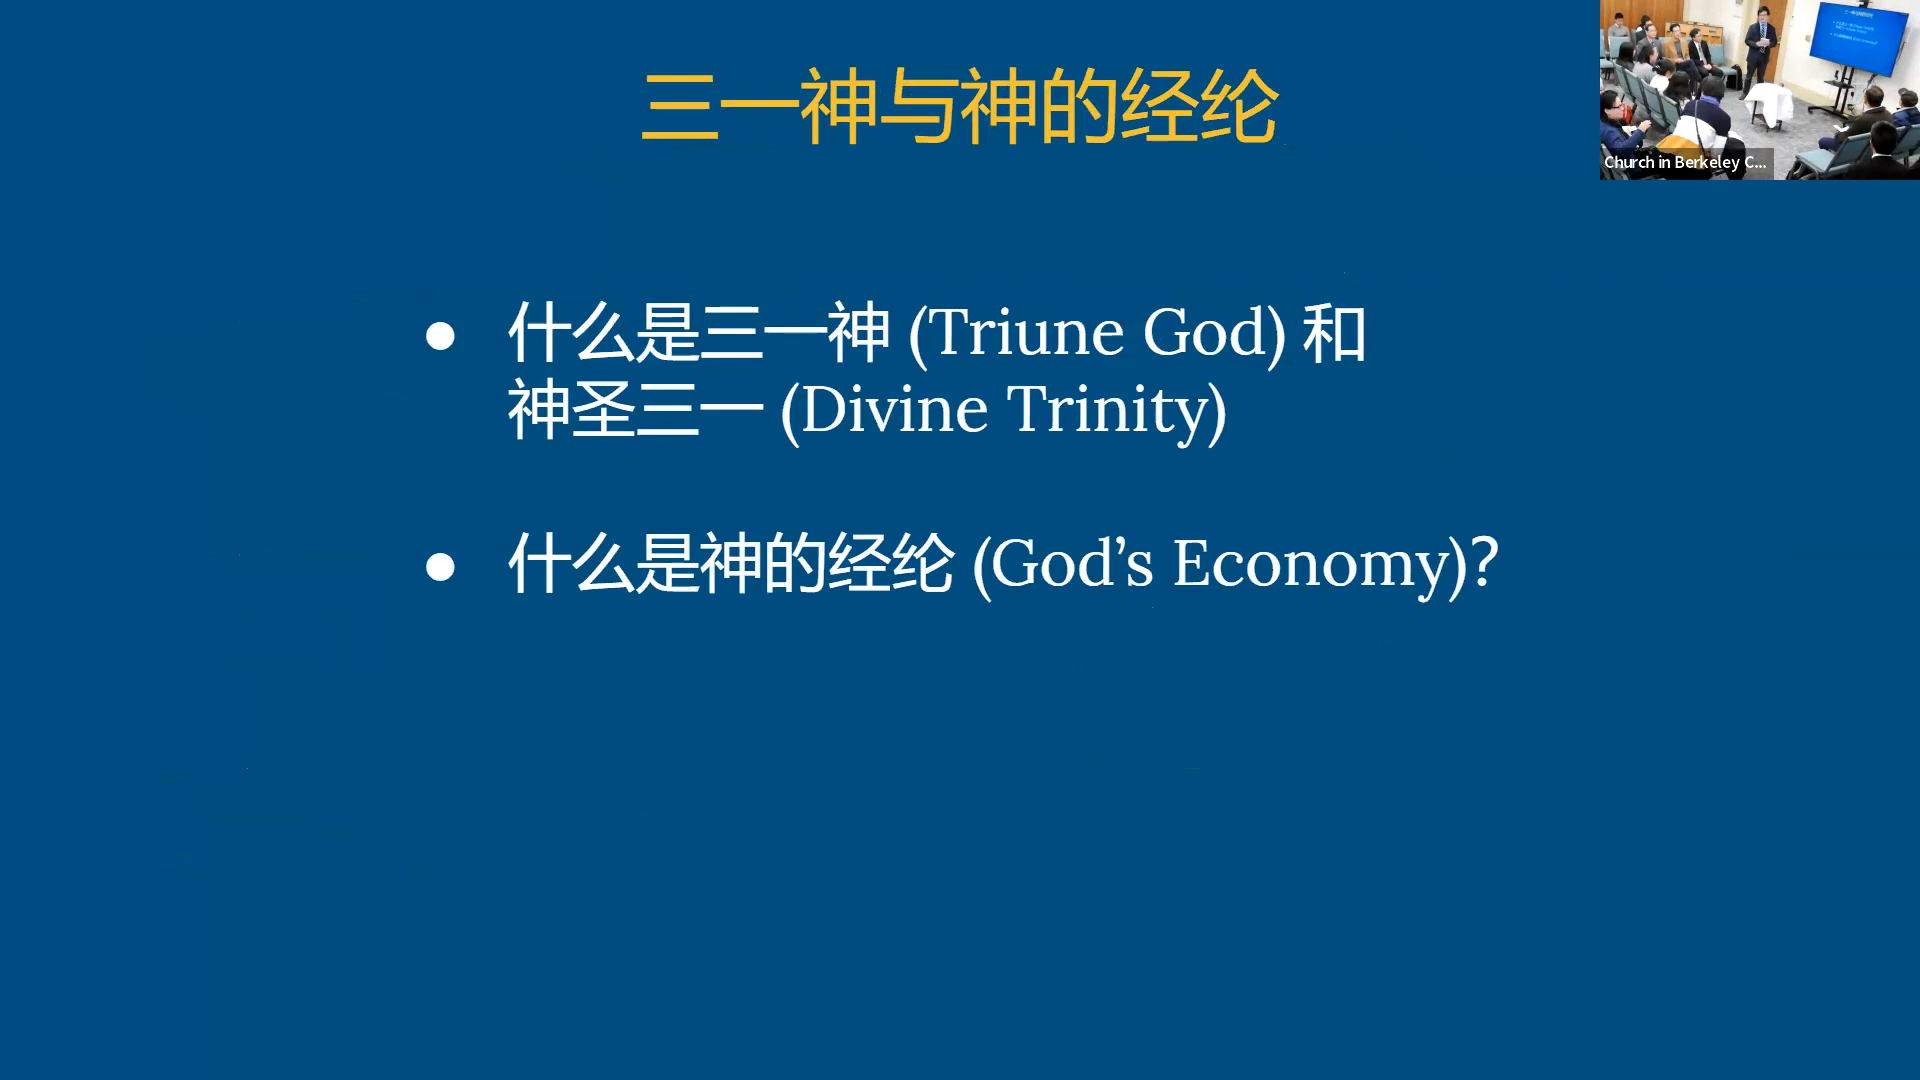 三一神与神的经纶
Church in Berkeley C...
● 什么是三一神 (Triune God) 和
神圣三一 (Divine Trinity)
● 什么是神的经纶 (God’s Economy)?